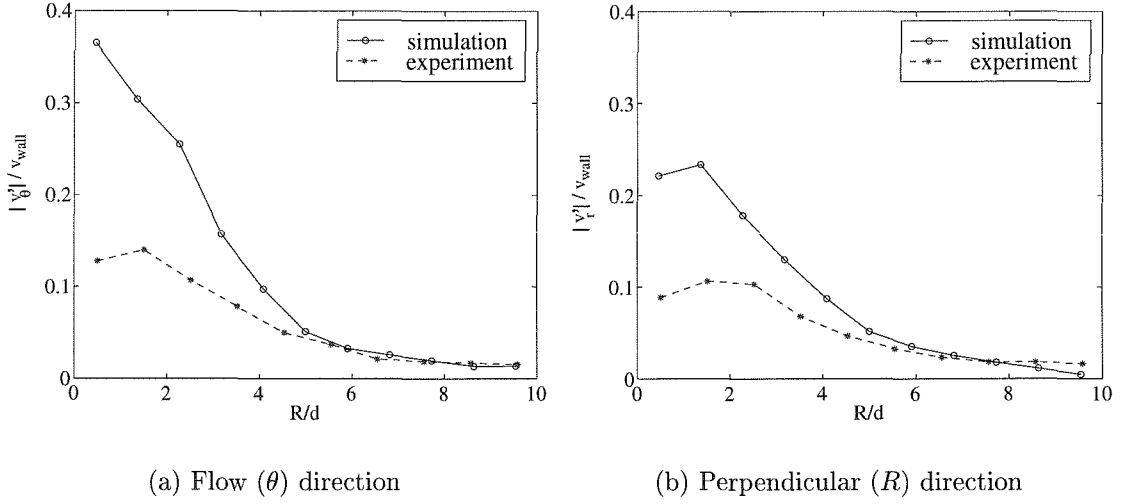 0.4
0.3
0.2
0.1
0
|v'θ| / vwall
simulation
experiment
0 2 4 6 8 10
R/d
(a) Flow (θ) direction
0.4
0.3
0.2
0.1
0
|v'r| / vwall
simulation
experiment
0 2 4 6 8 10
R/d
(b) Perpendicular (R) direction